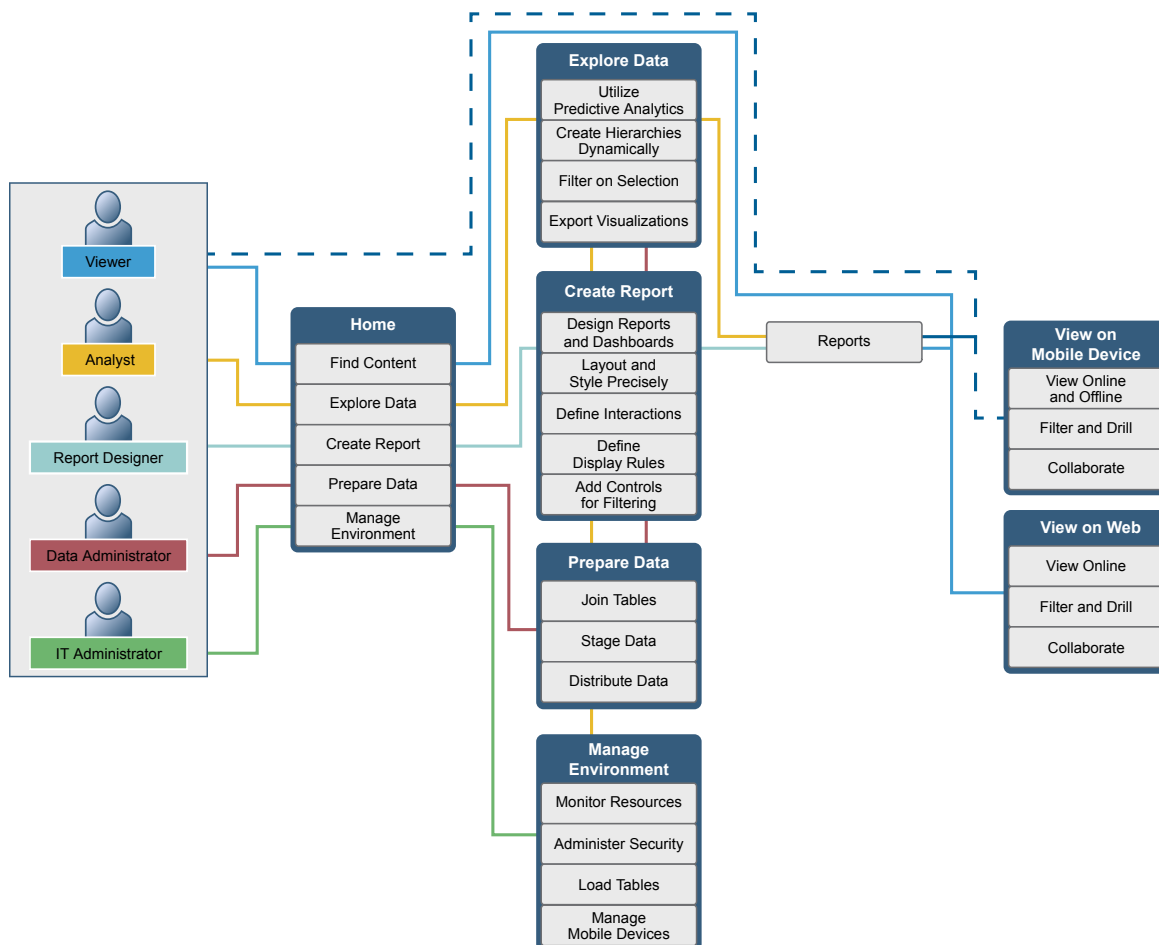 Viewer
Analyst
Report Designer
Data Administrator
IT Administrator
Home
Find Content
Explore Data
Create Report
Prepare Data
Manage
Environment
Explore Data
Utilize
Predictive Analytics
Create Hierarchies
Dynamically
Filter on Selection
Export Visualizations
Create Report
Design Reports
and Dashboards
Layout and
Style Precisely
Define Interactions
Define
Display Rules
Add Controls
for Filtering
Prepare Data
Join Tables
Stage Data
Distribute Data
Manage
Environment
Monitor Resources
Administer Security
Load Tables
Manage
Mobile Devices
Reports
View on
Mobile Device
View Online
and Offline
Filter and Drill
Collaborate
View on Web
View Online
Filter and Drill
Collaborate